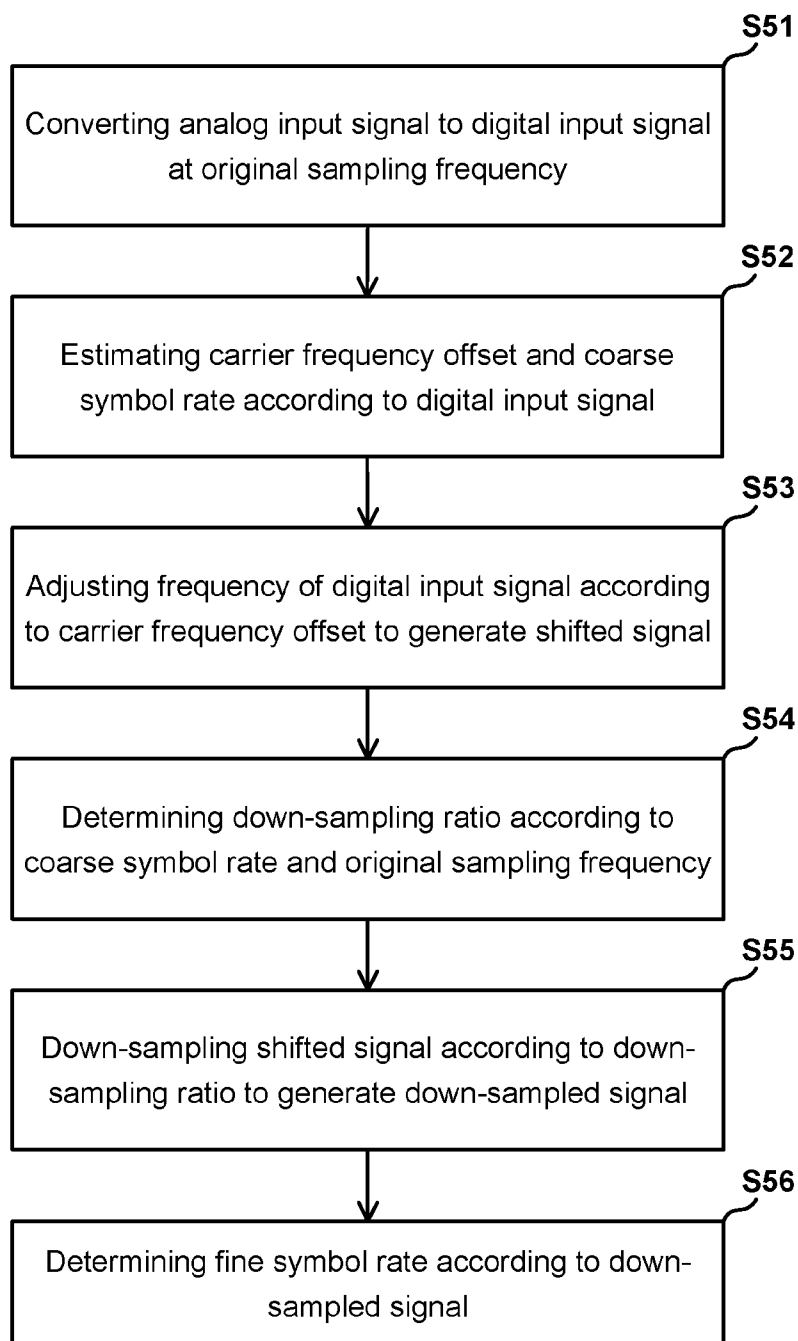 S51
Converting analog input signal to digital input signal
at original sampling frequency
S52
Estimating carrier frequency offset and coarse
symbol rate according to digital input signal
S53
Adjusting frequency of digital input signal according
to carrier frequency offset to generate shifted signal
S54
Determining down-sampling ratio according to
coarse symbol rate and original sampling frequency
S55
Down-sampling shifted signal according to down-
sampling ratio to generate down-sampled signal
S56
Determining fine symbol rate according to down-
sampled signal